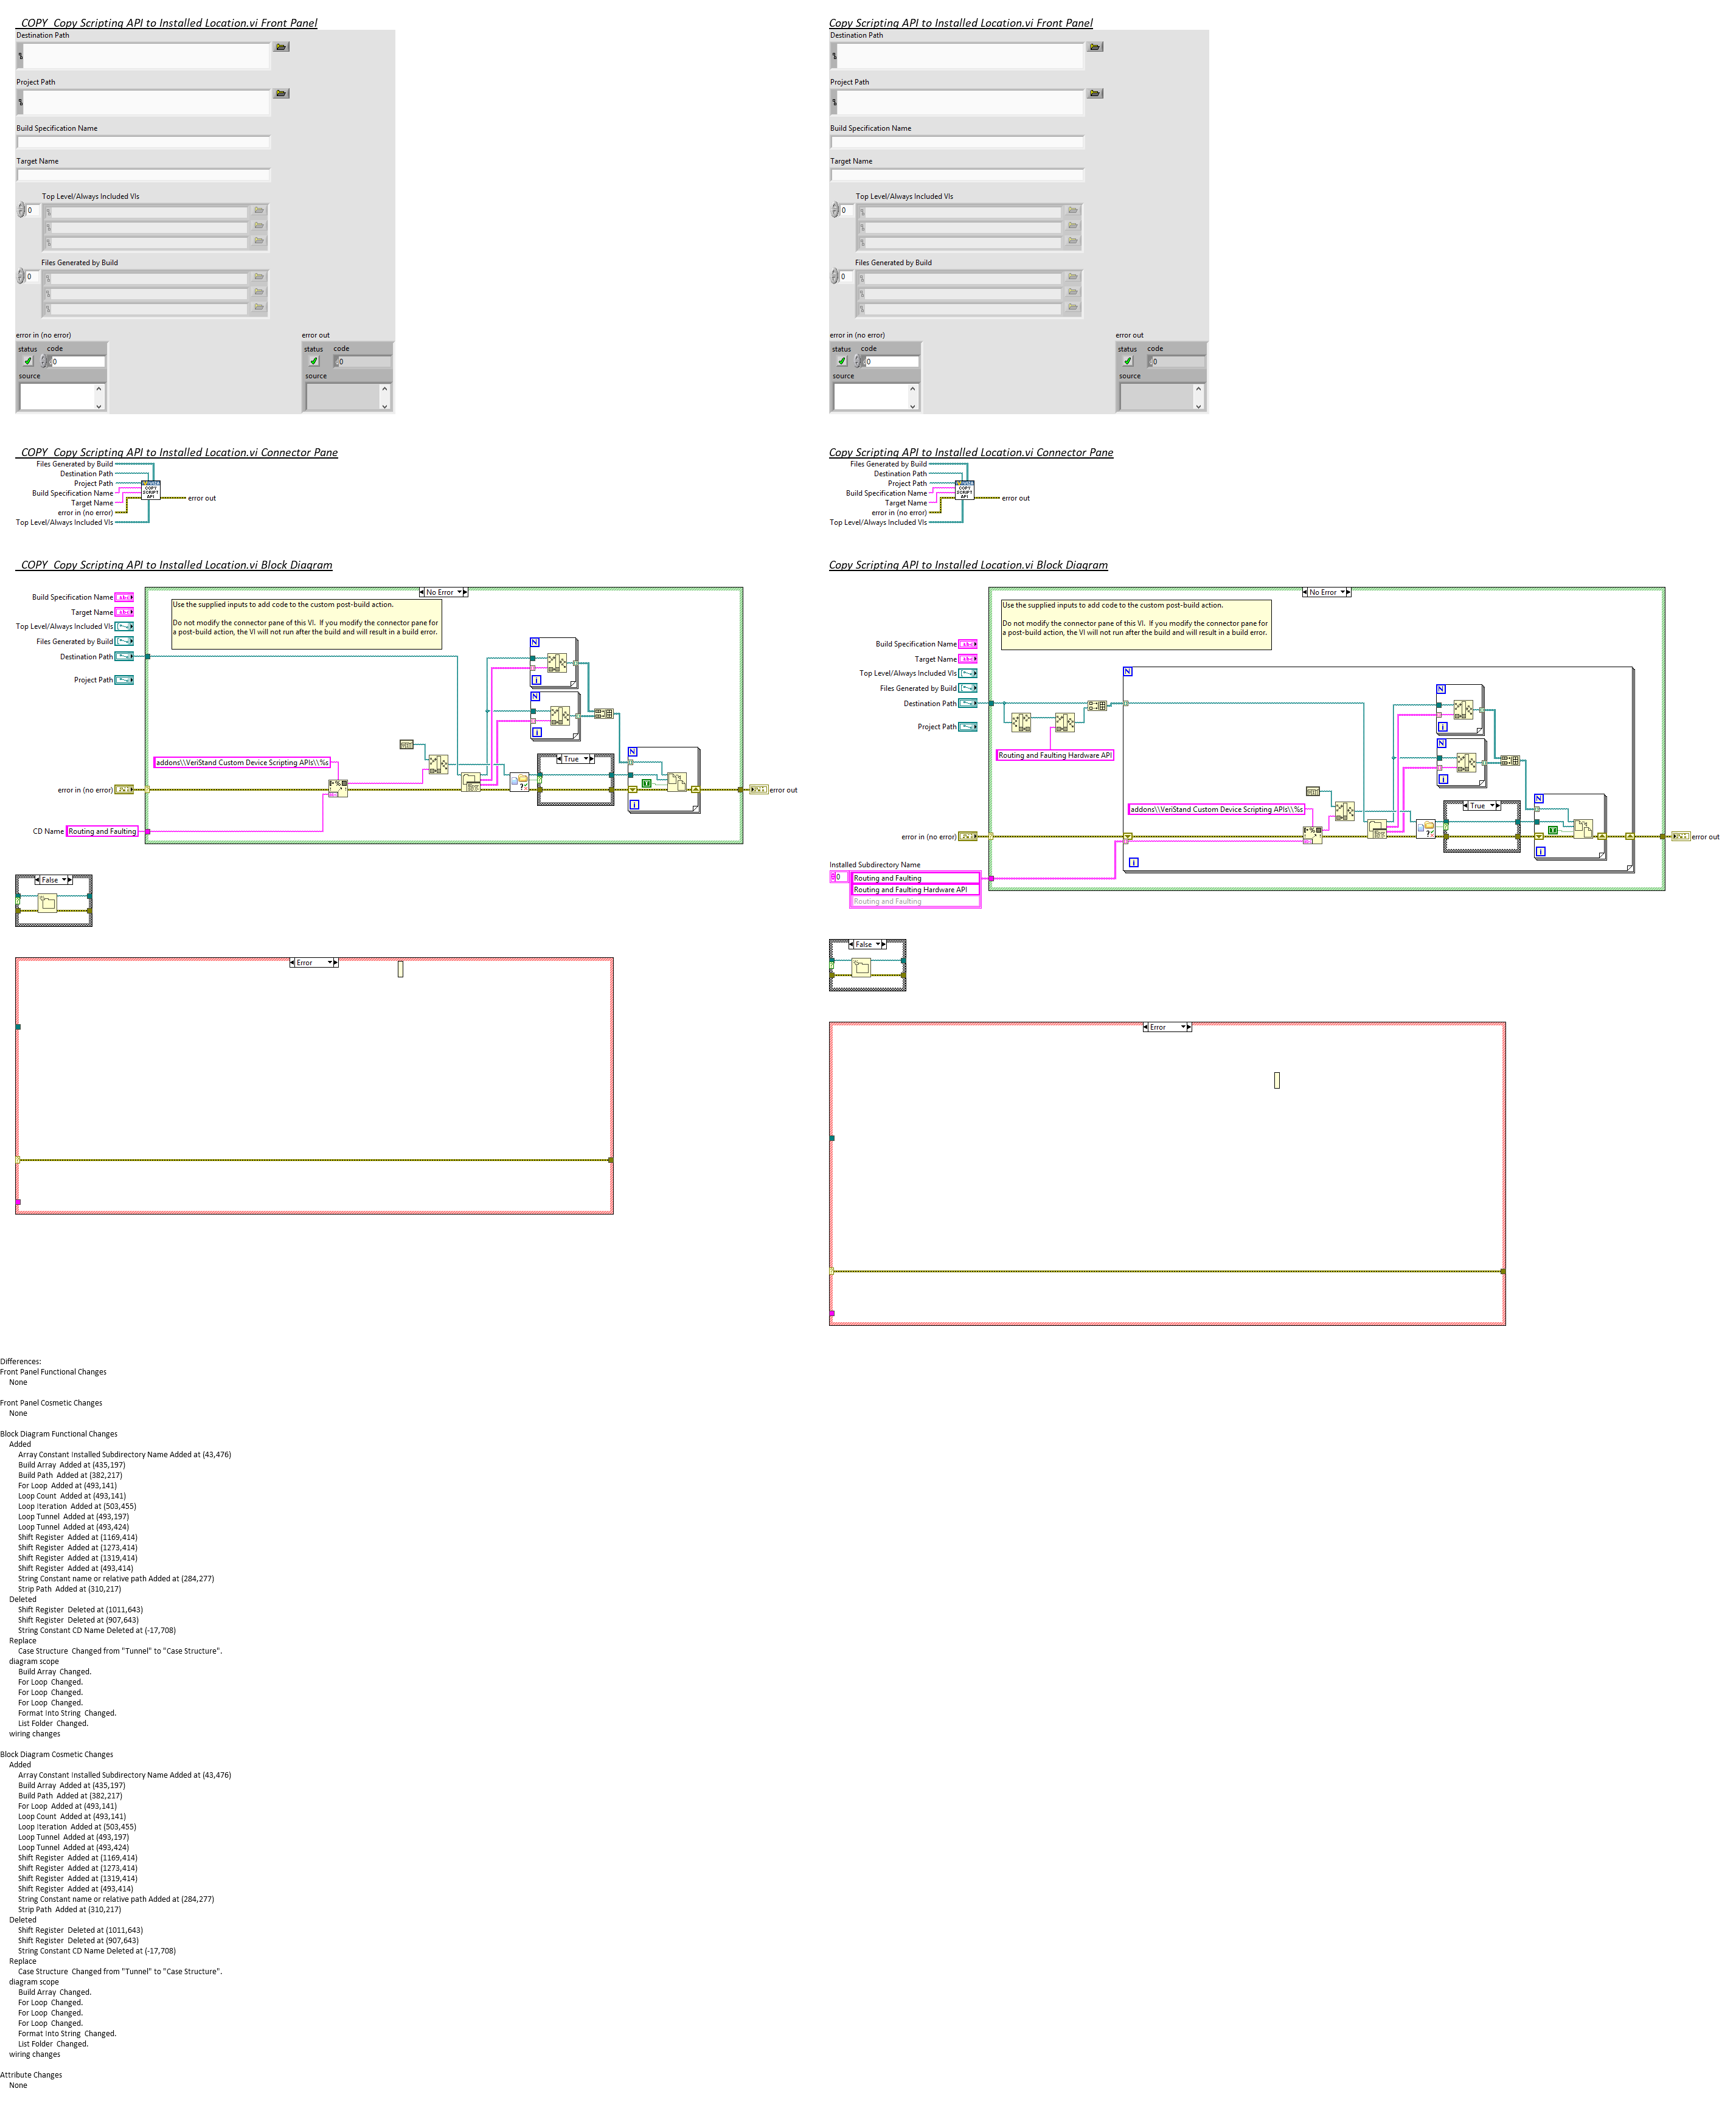 _COPY_Copy Scripting API to Installed Location.vi Front Panel
Destination Path
Project Path
Build Specification Name
Target Name
Top Level/Always Included VIs
0
Files Generated by Build
0
error in (no error)
error out
status code
0
source
status code
0
source
_COPY_Copy Scripting API to Installed Location.vi Connector Pane
Files Generated by Build
Destination Path
Project Path
Build Specification Name
Target Name
error in (no error)
Top Level/Always Included VIs
COPY
SCRIPT
API
error out
_COPY_Copy Scripting API to Installed Location.vi Block Diagram
No Error
Use the supplied inputs to add code to the custom post-build action.
Do not modify the connector pane of this VI. If you modify the connector pane for
a post-build action, the VI will not run after the build and will result in a build error.
Build Specification Name
Target Name
Top Level/Always Included VIs
Files Generated by Build
Destination Path
Project Path
N
i
N
i
True
N
i
addons\\VeriStand Custom Device Scripting APIs\\%s
error in (no error)
error out
CD Name
Routing and Faulting
False
Error
Copy Scripting API to Installed Location.vi Front Panel
Destination Path
Project Path
Build Specification Name
Target Name
Top Level/Always Included VIs
0
Files Generated by Build
0
error in (no error)
error out
status code
0
source
status code
0
source
Copy Scripting API to Installed Location.vi Connector Pane
Files Generated by Build
Destination Path
Project Path
Build Specification Name
Target Name
error in (no error)
Top Level/Always Included VIs
COPY
SCRIPT
API
error out
Copy Scripting API to Installed Location.vi Block Diagram
No Error
Use the supplied inputs to add code to the custom post-build action.
Do not modify the connector pane of this VI. If you modify the connector pane for
a post-build action, the VI will not run after the build and will result in a build error.
Build Specification Name
Target Name
Top Level/Always Included VIs
Files Generated by Build
Destination Path
Project Path
Routing and Faulting Hardware API
N
N
i
N
i
True
N
i
addons\\VeriStand Custom Device Scripting APIs\\%s
error in (no error)
error out
i
Installed Subdirectory Name
0
Routing and Faulting
Routing and Faulting Hardware API
Routing and Faulting
False
Error
Differences:
Front Panel Functional Changes
None
Front Panel Cosmetic Changes
None
Block Diagram Functional Changes
Added
Array Constant Installed Subdirectory Name Added at (43,476)
Build Array  Added at (435,197)
Build Path  Added at (382,217)
For Loop  Added at (493,141)
Loop Count  Added at (493,141)
Loop Iteration  Added at (503,455)
Loop Tunnel  Added at (493,197)
Loop Tunnel  Added at (493,424)
Shift Register  Added at (1169,414)
Shift Register  Added at (1273,414)
Shift Register  Added at (1319,414)
Shift Register  Added at (493,414)
String Constant name or relative path Added at (284,277)
Strip Path  Added at (310,217)
Deleted
Shift Register  Deleted at (1011,643)
Shift Register  Deleted at (907,643)
String Constant CD Name Deleted at (-17,708)
Replace
Case Structure  Changed from "Tunnel" to "Case Structure".
diagram scope
Build Array  Changed.
For Loop  Changed.
For Loop  Changed.
For Loop  Changed.
Format Into String  Changed.
List Folder  Changed.
wiring changes
Block Diagram Cosmetic Changes
Added
Array Constant Installed Subdirectory Name Added at (43,476)
Build Array  Added at (435,197)
Build Path  Added at (382,217)
For Loop  Added at (493,141)
Loop Count  Added at (493,141)
Loop Iteration  Added at (503,455)
Loop Tunnel  Added at (493,197)
Loop Tunnel  Added at (493,424)
Shift Register  Added at (1169,414)
Shift Register  Added at (1273,414)
Shift Register  Added at (1319,414)
Shift Register  Added at (493,414)
String Constant name or relative path Added at (284,277)
Strip Path  Added at (310,217)
Deleted
Shift Register  Deleted at (1011,643)
Shift Register  Deleted at (907,643)
String Constant CD Name Deleted at (-17,708)
Replace
Case Structure  Changed from "Tunnel" to "Case Structure".
diagram scope
Build Array  Changed.
For Loop  Changed.
For Loop  Changed.
For Loop  Changed.
Format Into String  Changed.
List Folder  Changed.
wiring changes
Attribute Changes
None